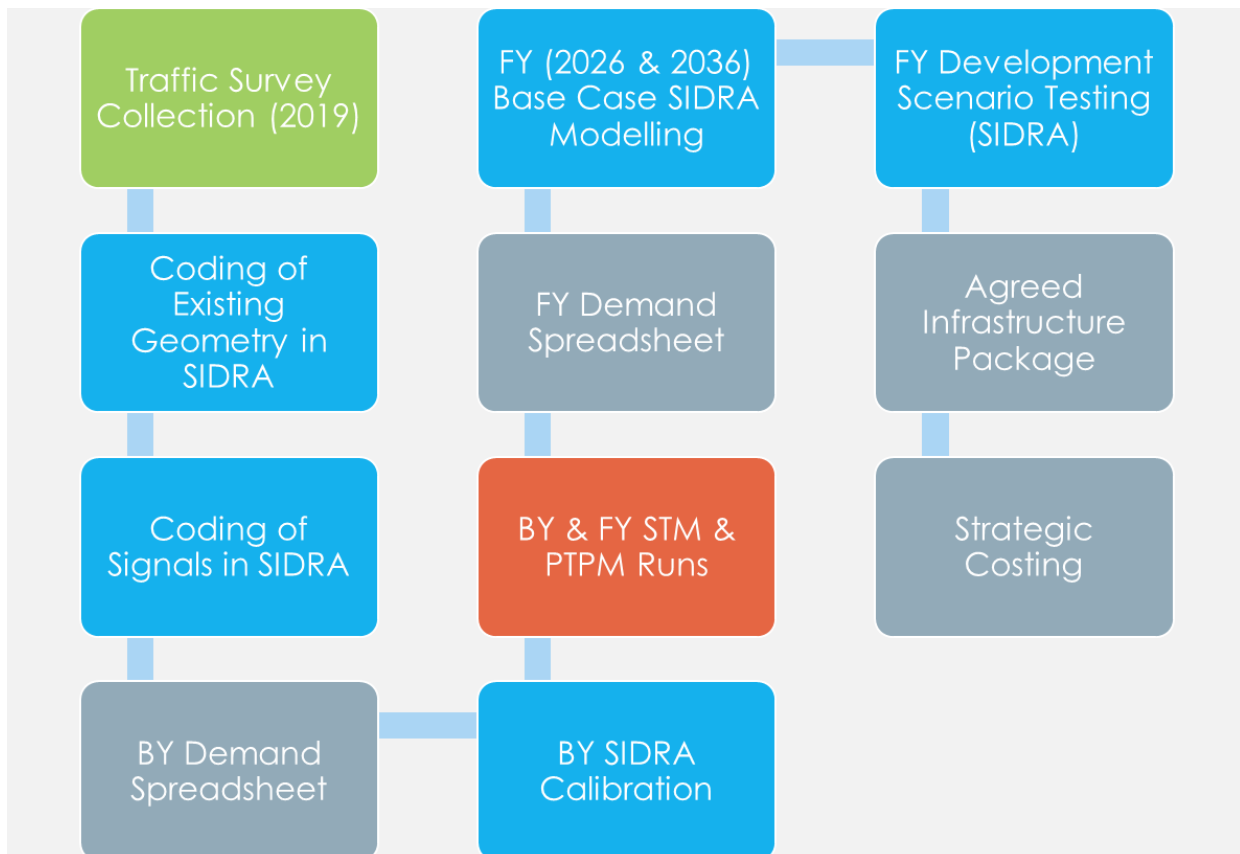 Traffic Survey
Collection (2019)
Coding of
Existing
Geometry in
SIDRA
Coding of
Signals in SIDRA
BY Demand
Spreadsheet
BY SIDRA
Calibration
BY & FY STM &
PTPM Runs
FY Demand
Spreadsheet
FY (2026 & 2036)
Base Case SIDRA
Modelling
FY Development
Scenario Testing
(SIDRA)
Agreed
Infrastructure
Package
Strategic
Costing